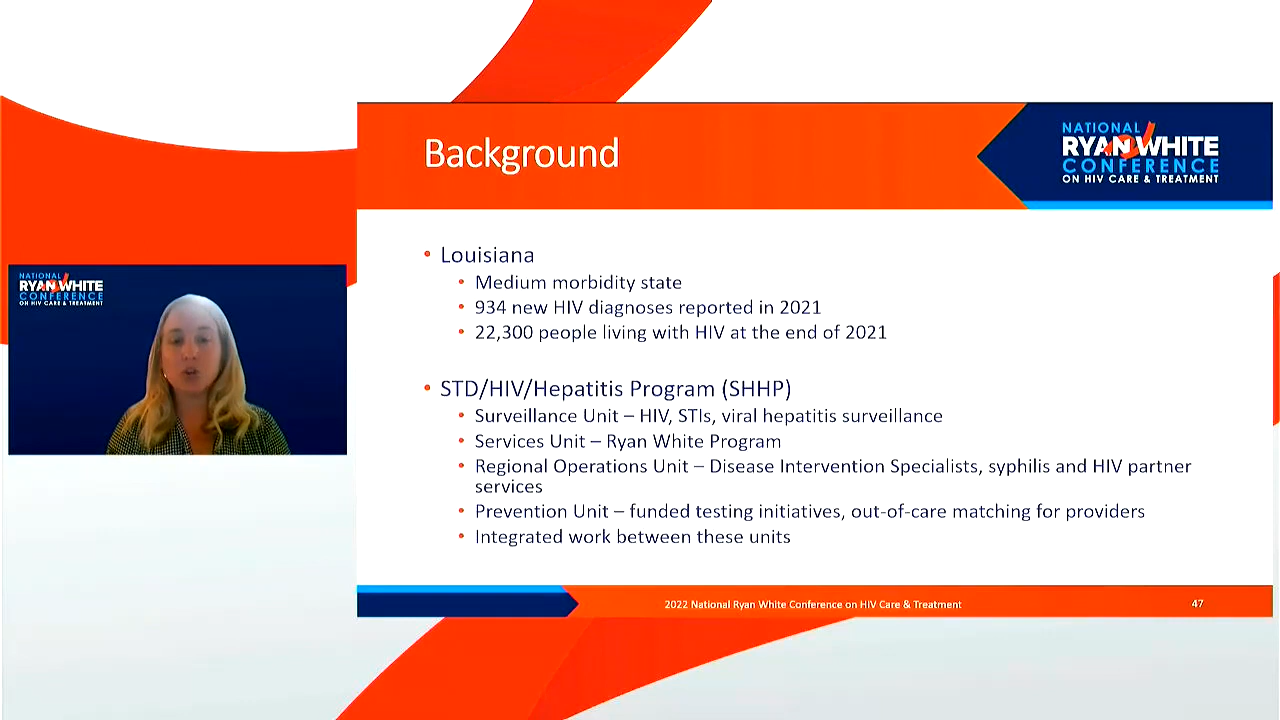 NATIONAL
RYAN WHITE
CONFERENCE
ON HIV CARE & TREATMENT
Background
NATIONAL
RYAN WHITE
CONFERENCE
ON HIV CARE & TREATMENT
• Louisiana
• Medium morbidity state
• 934 new HIV diagnoses reported in 2021
• 22,300 people living with HIV at the end of 2021
• STD/HIV/Hepatitis Program (SHHP)
• Surveillance Unit – HIV, STIs, viral hepatitis surveillance
• Services Unit – Ryan White Program
• Regional Operations Unit – Disease Intervention Specialists, syphilis and HIV partner
services
• Prevention Unit – funded testing initiatives, out-of-care matching for providers
• Integrated work between these units
2022 National Ryan White Conference on HIV Care & Treatment
47